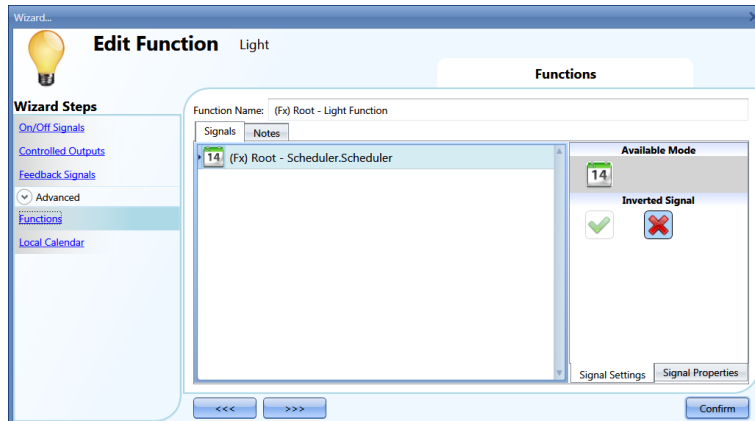 Wizard...
Edit Function Light
Functions
Wizard Steps
On/Off Signals
Controlled Outputs
Feedback Signals
Advanced
Functions
Local Calendar
Function Name: (Fx) Root - Light Function
Signals Notes
14 (Fx) Root - Scheduler.Scheduler
Available Mode
14
Inverted Signal
Signal Settings Signal Properties
<<< >>> Confirm